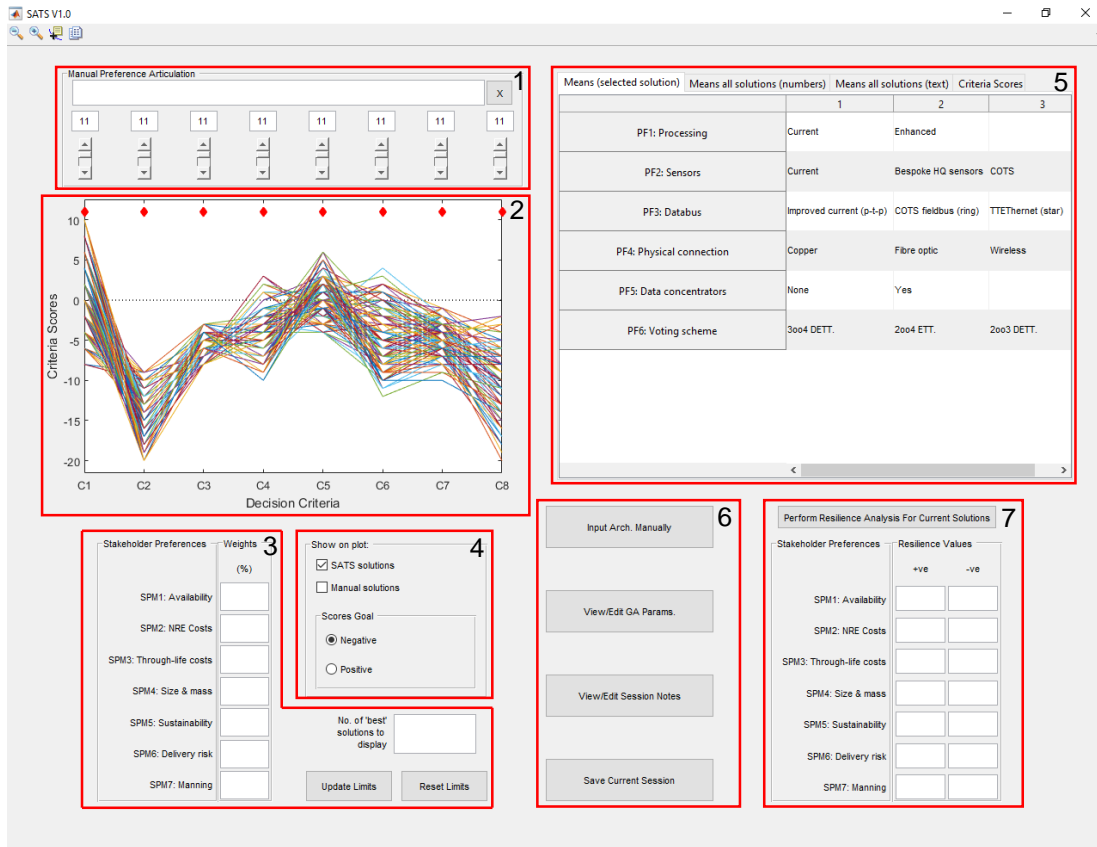 SATS V1.0
Manual Preference Articulation
1
X
11 11 11 11 11 11 11 11
2
10
5
0
-5
-10
-15
-20
Criteria Scores
C1 C2 C3 C4 C5 C6 C7 C8
Decision Criteria
Stakeholder Preferences Weights 3
(%)
SPM1: Availability
SPM2: NRE Costs
SPM3: Through-life costs
SPM4: Size & mass
SPM5: Sustainability
SPM6: Delivery risk
SPM7: Manning
Show on plot: 4
SATS solutions
Manual solutions
Scores Goal
Negative
Positive
No. of 'best'
solutions to
display
Update Limits Reset Limits
Means (selected solution) Means all solutions (numbers) Means all solutions (text) Criteria Scores 5
1 2 3
PF1: Processing Current Enhanced
PF2: Sensors Current Bespoke HQ sensors COTS
PF3: Databus Improved current (p-t-p) COTS fieldbus (ring) TTEThernet (star)
PF4: Physical connection Copper Fibre optic Wireless
PF5: Data concentrators None Yes
PF6: Voting scheme 3oo4 DETT. 2oo4 ETT. 2oo3 DETT.
6
Input Arch. Manually
View/Edit GA Params.
View/Edit Session Notes
Save Current Session
Perform Resilience Analysis For Current Solutions 7
Stakeholder Preferences Resilience Values
+ve -ve
SPM1: Availability
SPM2: NRE Costs
SPM3: Through-life costs
SPM4: Size & mass
SPM5: Sustainability
SPM6: Delivery risk
SPM7: Manning